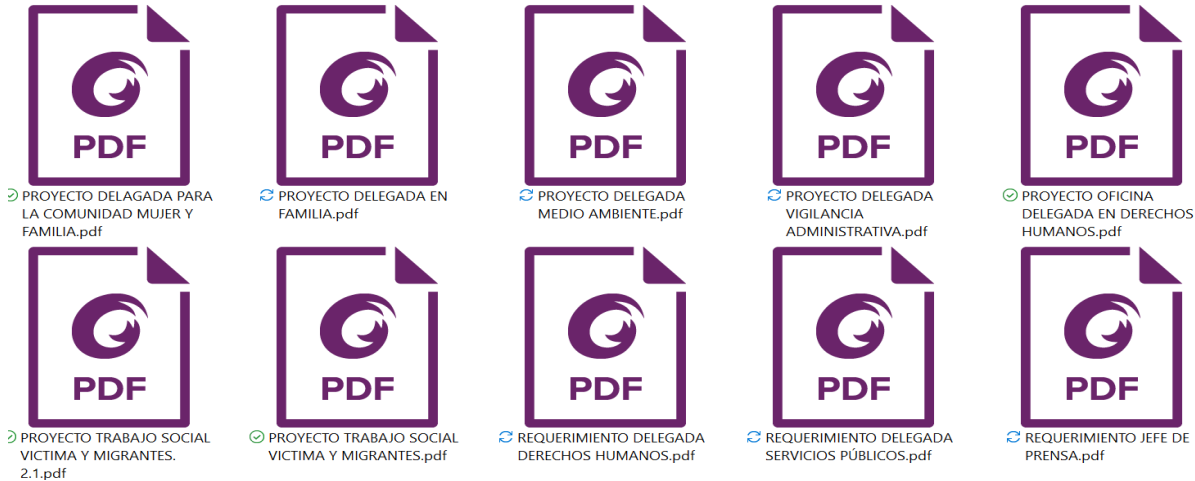 PDF
PDF
PDF
PDF
PDF
PROYECTO DELAGADA PARA
LA COMUNIDAD MUJER Y
FAMILIA.pdf
PROYECTO DELEGADA EN
FAMILIA.pdf
PROYECTO DELEGADA
MEDIO AMBIENTE.pdf
PROYECTO DELEGADA
VIGILANCIA
ADMINISTRATIVA.pdf
PROYECTO OFICINA
DELEGADA EN DERECHOS
HUMANOS.pdf
PDF
PDF
PDF
PDF
PDF
PROYECTO TRABAJO SOCIAL
VICTIMA Y MIGRANTES.
2.1.pdf
PROYECTO TRABAJO SOCIAL
VICTIMA Y MIGRANTES.pdf
REQUERIMIENTO DELEGADA
DERECHOS HUMANOS.pdf
REQUERIMIENTO DELEGADA
SERVICIOS PÚBLICOS.pdf
REQUERIMIENTO JEFE DE
PRENSA.pdf